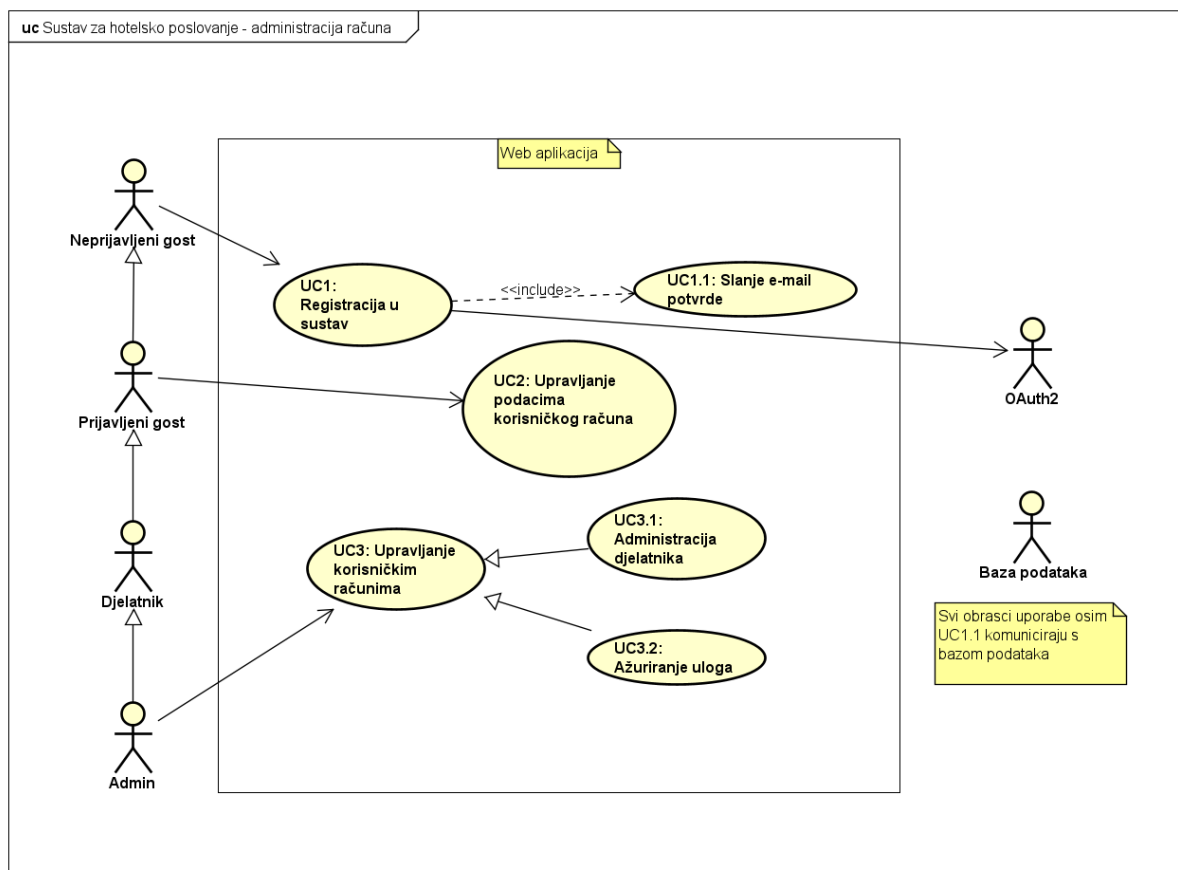 uc Sustav za hotelsko poslovanje - administracija računa
Web aplikacija
Neprijavljeni gost
UC1:
Registracija u
sustav
<<include>>
UC1.1: Slanje e-mail
potvrde
OAuth2
Prijavljeni gost
UC2: Upravljanje
podacima
korisničkog računa
Djelatnik
UC3: Upravljanje
korisničkim
računima
UC3.1:
Administracija
djelatnika
UC3.2:
Ažuriranje uloga
Baza podataka
Svi obrasci uporabe osim
UC1.1 komuniciraju s
bazom podataka
Admin